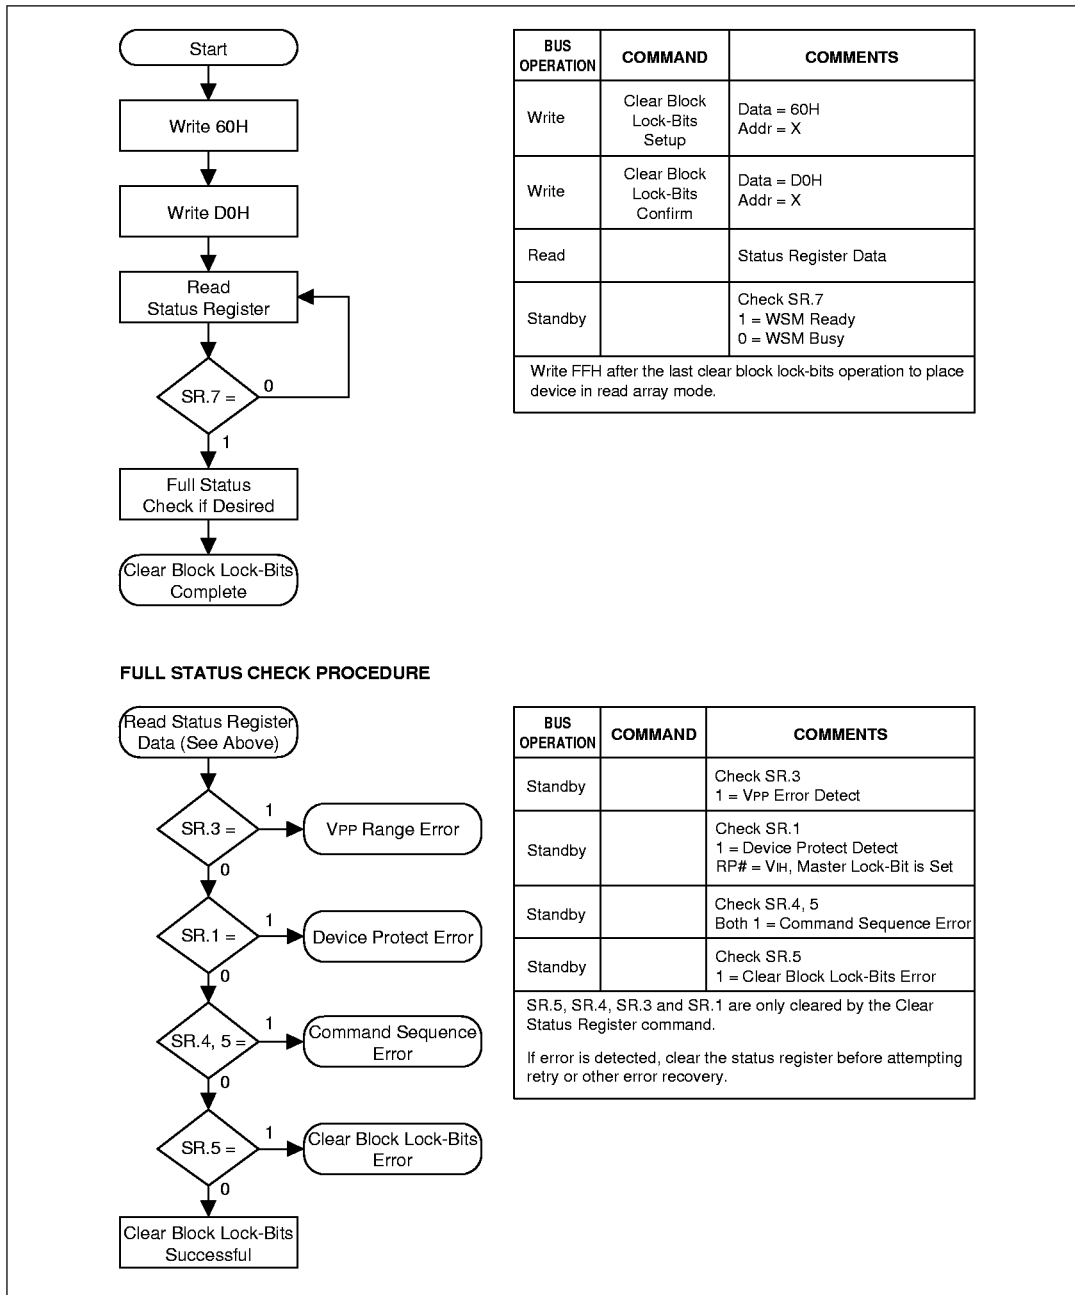 Start
Write 60H
Write D0H
Read
Status Register
SR.7 =
0
1
Full Status
Check if Desired
Clear Block Lock-Bits
Complete
BUS OPERATION COMMAND COMMENTS
Write Clear Block Lock-Bits Setup Data = 60H
Addr = X
Write Clear Block Lock-Bits Confirm Data = D0H
Addr = X
Read Status Register Data
Standby Check SR.7
1 = WSM Ready
0 = WSM Busy
Write FFH after the last clear block lock-bits operation to place
device in read array mode.
FULL STATUS CHECK PROCEDURE
Read Status Register
Data (See Above)
SR.3 =
1
VPP Range Error
0
SR.1 =
1
Device Protect Error
0
SR.4, 5 =
1
Command Sequence
Error
0
SR.5 =
1
Clear Block Lock-Bits
Error
0
Clear Block Lock-Bits
Successful
BUS OPERATION COMMAND COMMENTS
Standby Check SR.3
1 = VPP Error Detect
Standby Check SR.1
1 = Device Protect Detect
RP# = VIH, Master Lock-Bit is Set
Standby Check SR.4, 5
Both 1 = Command Sequence Error
Standby Check SR.5
1 = Clear Block Lock-Bits Error
SR.5, SR.4, SR.3 and SR.1 are only cleared by the Clear
Status Register command.
If error is detected, clear the status register before attempting
retry or other error recovery.